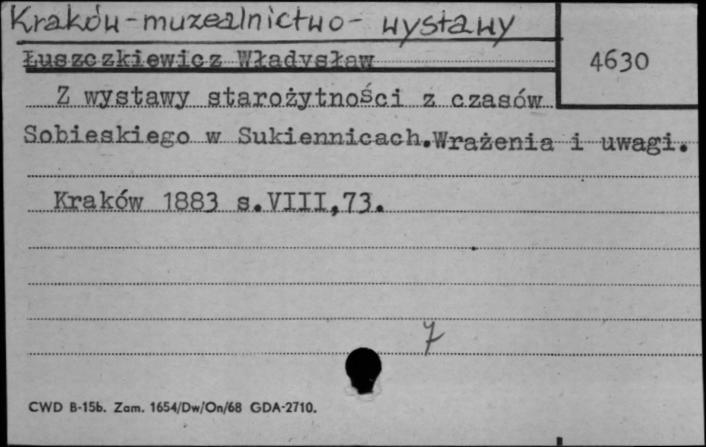 Kraków-muzealnictwo- wystawy
Łuszczkiewicz Władysław
4630
Z wystawy starożytności z czasów
Sobieskiego w Sukiennicach.Wrażenia i uwagi.
Kraków 1883 s.VIII,73.
7
CWD B-15b. Zam. 1654/Dw/On/68 GDA-2710.